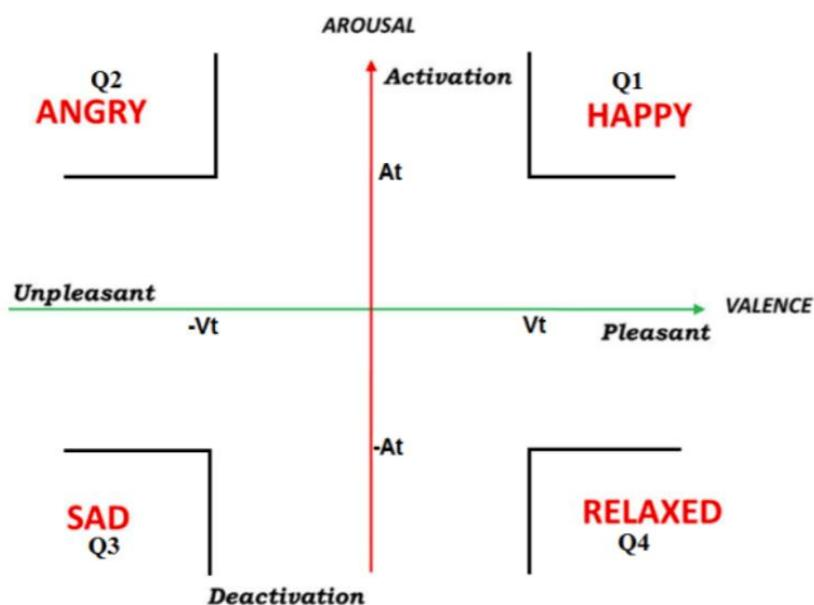 AROUSAL
Activation
Q2
ANGRY
Q1
HAPPY
At
Unpleasant
VALENCE
-Vt
Vt
Pleasant
-At
SAD
Q3
RELAXED
Q4
Deactivation